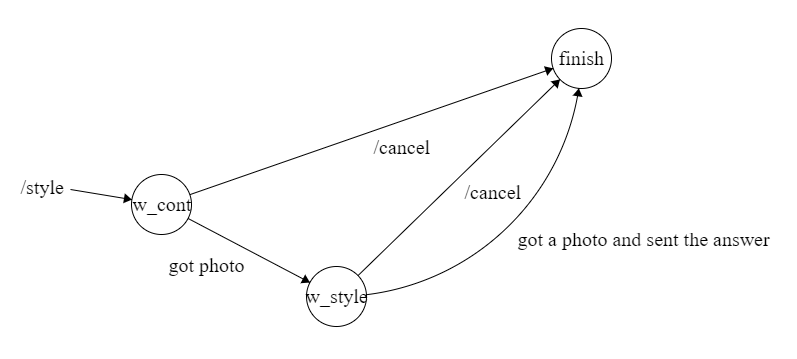 finish
/cancel
/style
w_cont
/cancel
got a photo and sent the answer
got photo
w_style